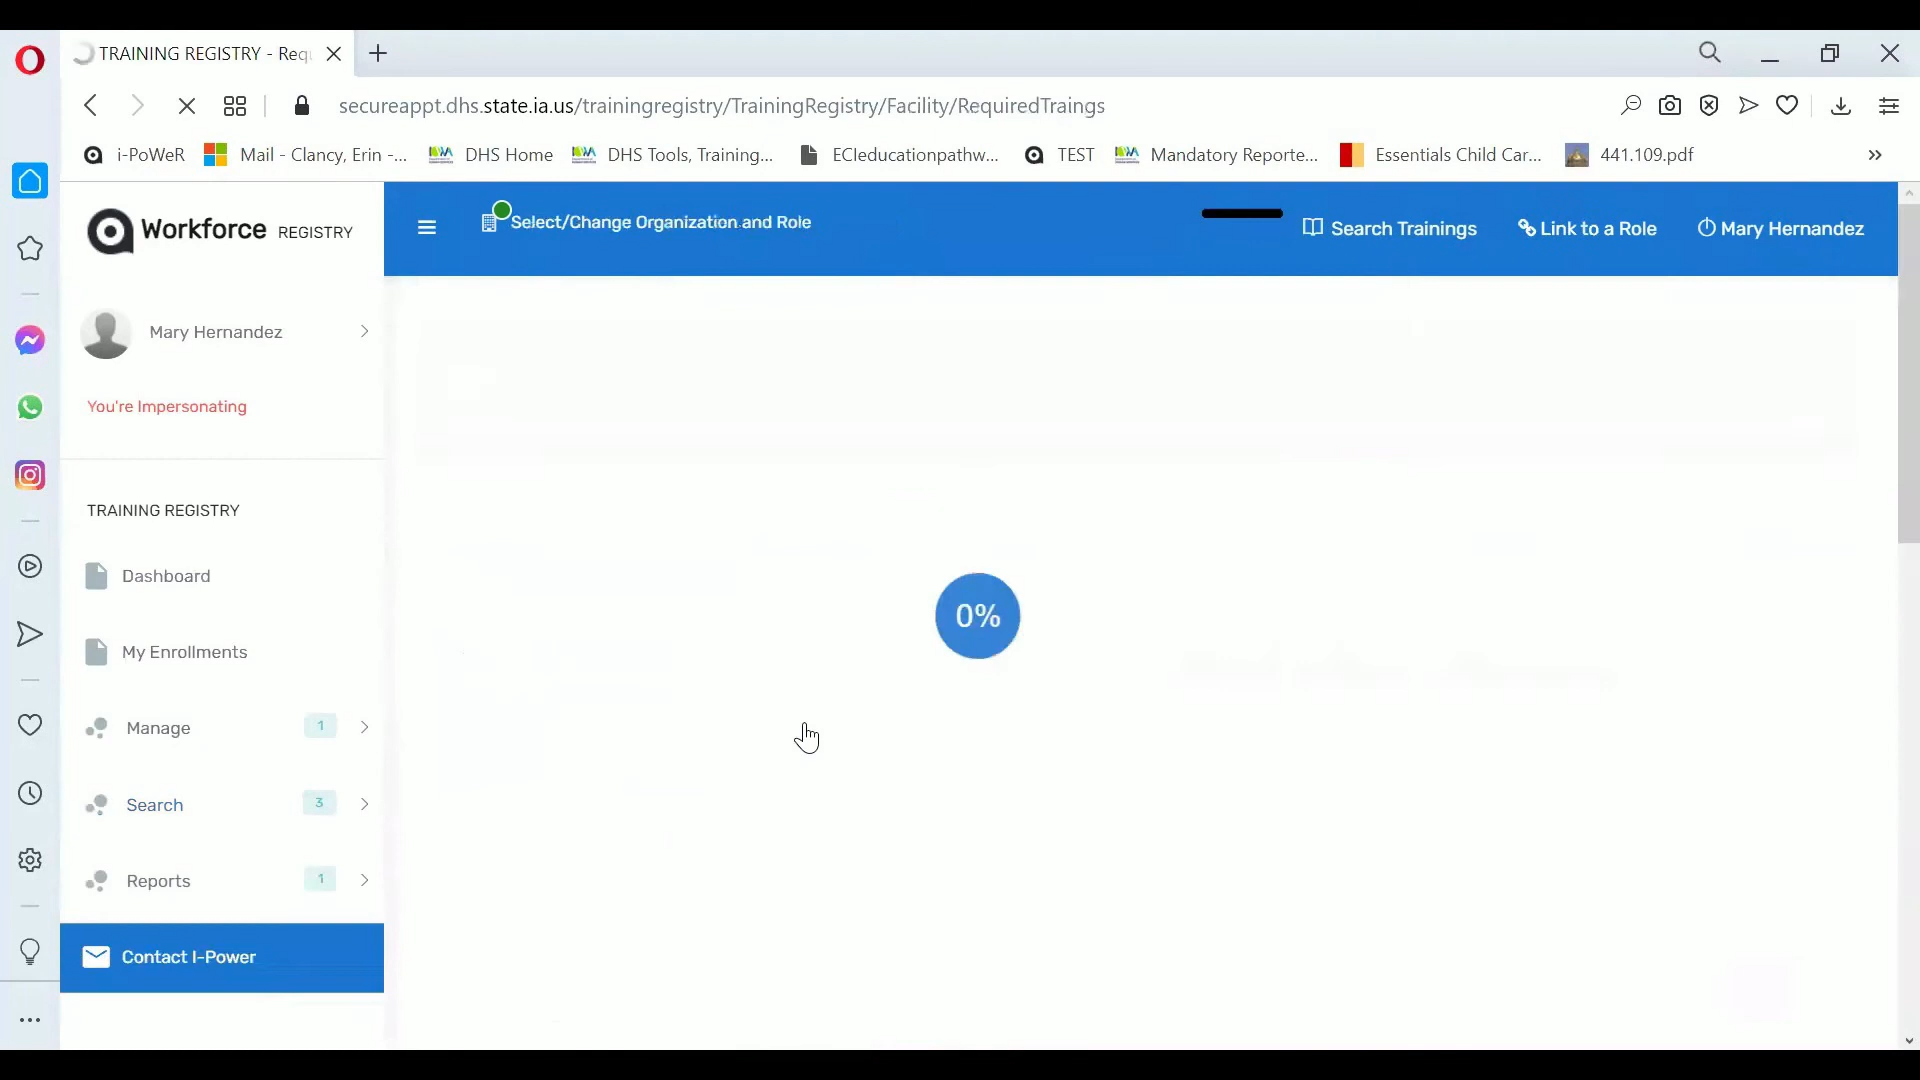 TRAINING REGISTRY - Req
secureappt.dhs.state.ia.us/trainingregistry/TrainingRegistry/Facility/RequiredTraings
i-PoWeR Mail - Clancy, Erin -... DHS Home DHS Tools, Training... ECIeducationpathw... TEST Mandatory Reporte... Essentials Child Car... 441.109.pdf
Workforce REGISTRY
Select/Change Organization and Role
Search Trainings Link to a Role Mary Hernandez
Mary Hernandez
You're Impersonating
TRAINING REGISTRY
Dashboard
My Enrollments
Manage 1
Search 3
Reports 1
Contact I-Power
0%